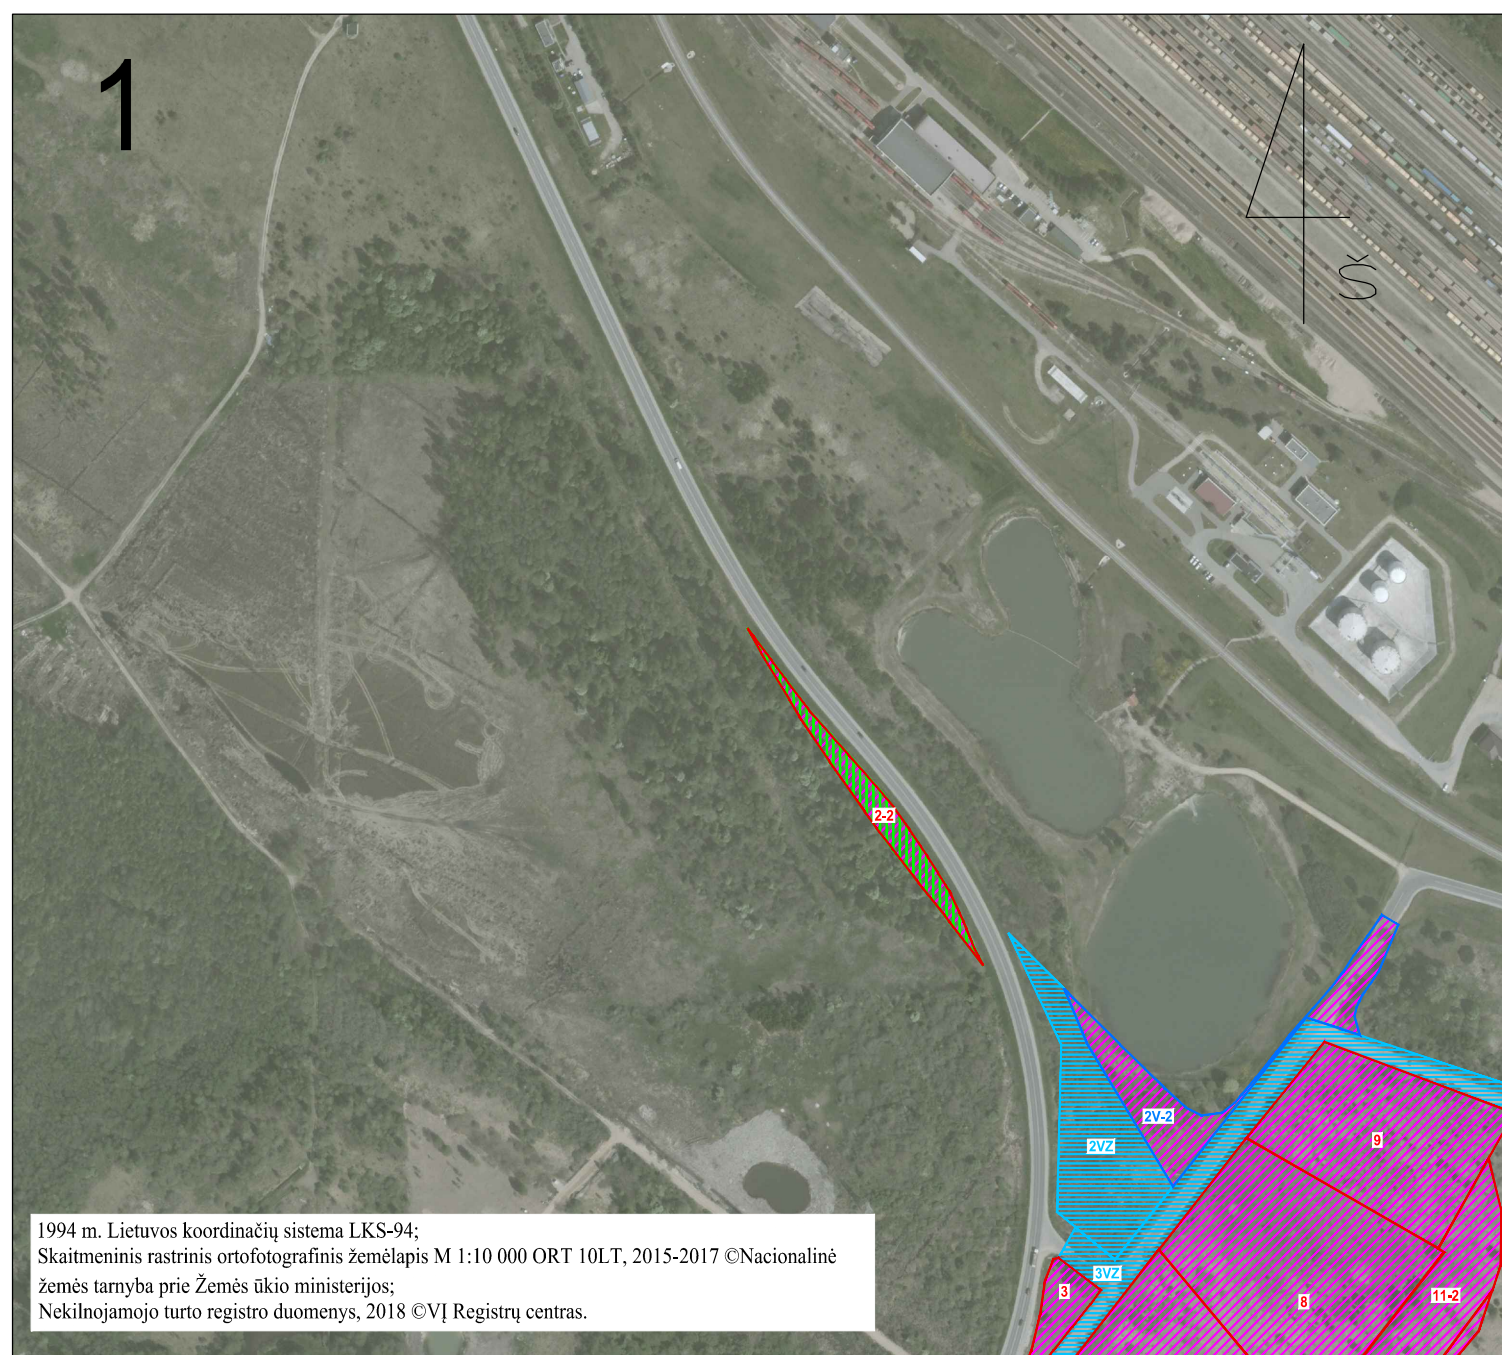 1
Š
2-2
2V-2
2VZ
9
3VZ
3
8
11-2
1994 m. Lietuvos koordinačių sistema LKS-94;
Skaitmeninis rastrinis ortofotografinis žemėlapis M 1:10 000 ORT 10LT, 2015-2017 ©Nacionalinė
žemės tarnyba prie Žemės ūkio ministerijos;
Nekilnojamojo turto registro duomenys, 2018 ©VĮ Registrų centras.